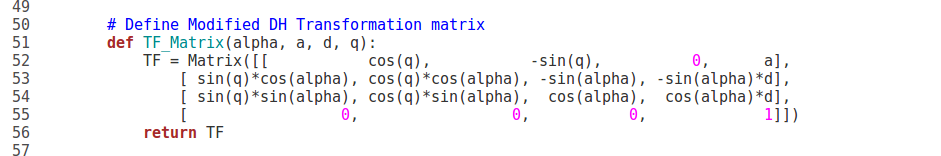 49
50         # Define Modified DH Transformation matrix
51         def TF_Matrix(alpha, a, d, q):
52             TF = Matrix([[           cos(q),           -sin(q),          0,      a],
53                 [ sin(q)*cos(alpha), cos(q)*cos(alpha), -sin(alpha), -sin(alpha)*d],
54                 [ sin(q)*sin(alpha), cos(q)*sin(alpha),  cos(alpha),  cos(alpha)*d],
55                 [                 0,                 0,           0,             1]])
56             return TF
57